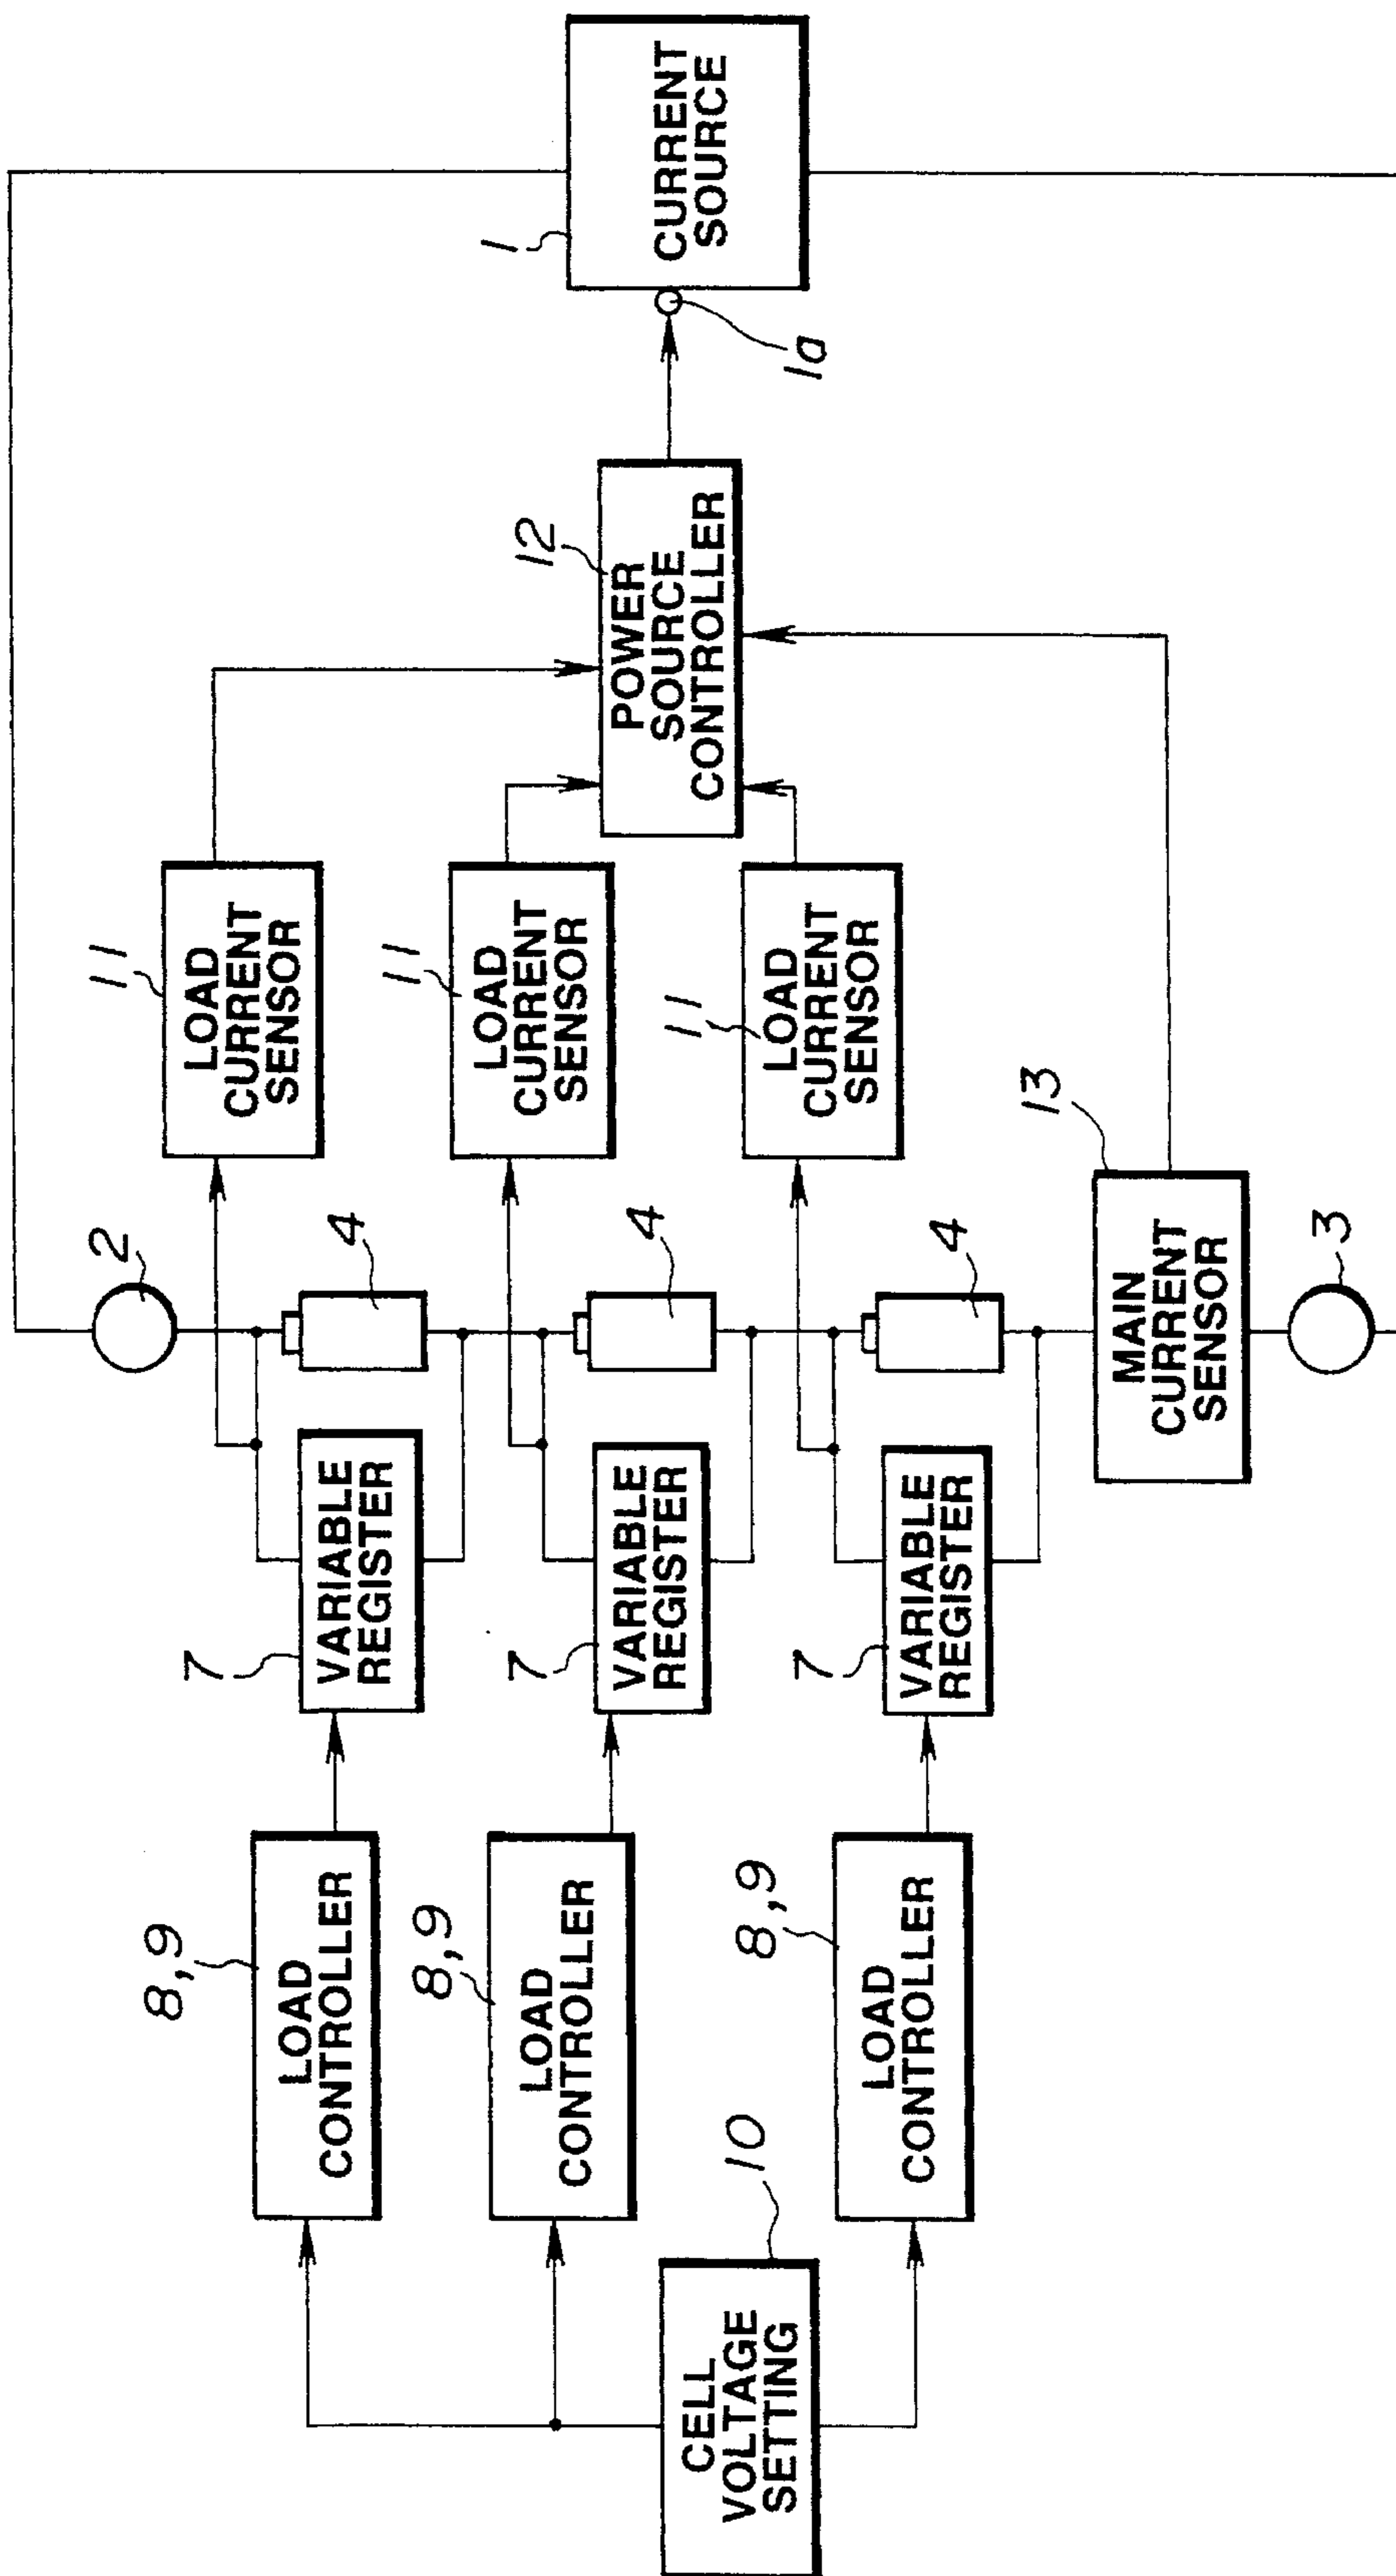 CELL
VOLTAGE
SETTING
10
LOAD
CONTROLLER
8,9
LOAD
CONTROLLER
8,9
LOAD
CONTROLLER
8,9
VARIABLE
REGISTER
7
VARIABLE
REGISTER
7
VARIABLE
REGISTER
7
2
4
4
4
MAIN
CURRENT
SENSOR
13
3
LOAD
CURRENT
SENSOR
11
LOAD
CURRENT
SENSOR
11
LOAD
CURRENT
SENSOR
11
POWER
SOURCE
CONTROLLER
12
CURRENT
SOURCE
1
1a